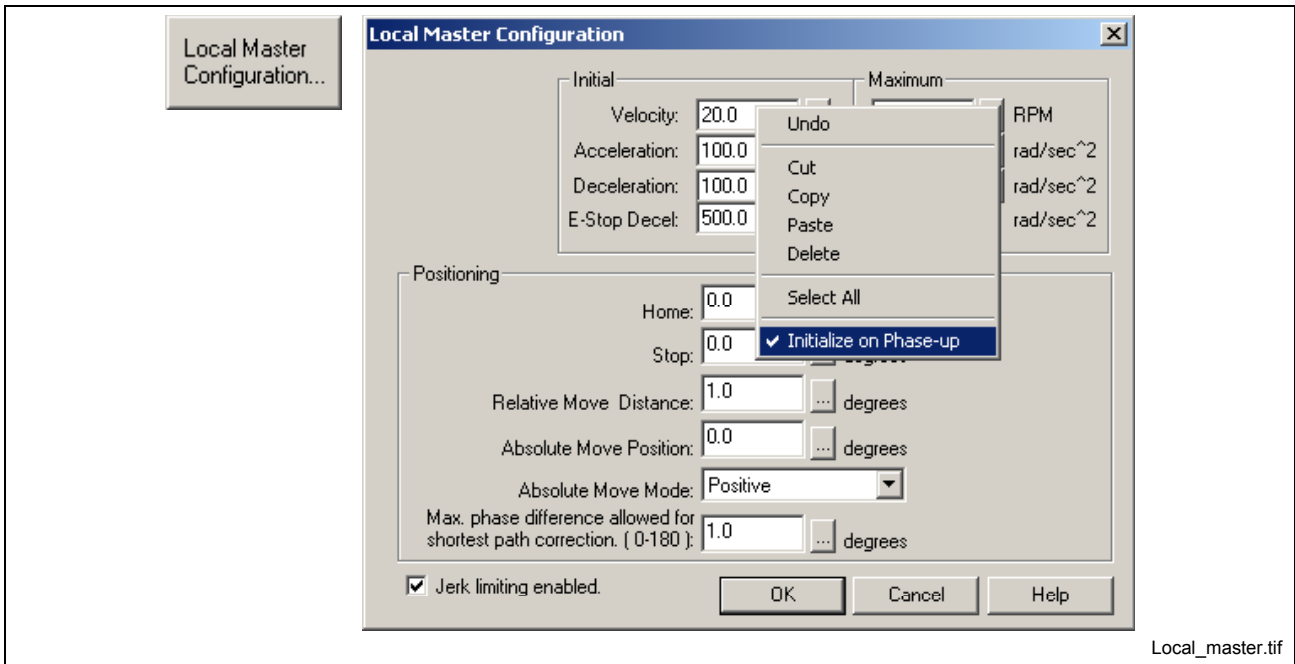 Local Master
Configuration...
Local Master Configuration
Initial
Maximum
Velocity: 20.0 RPM
Acceleration: 100.0 rad/sec^2
Deceleration: 100.0 rad/sec^2
E-Stop Decel: 500.0 rad/sec^2
Undo
Cut
Copy
Paste
Delete
Select All
Initialize on Phase-up
Positioning
Home: 0.0
Stop: 0.0
Relative Move Distance: 1.0 ... degrees
Absolute Move Position: 0.0 ... degrees
Absolute Move Mode: Positive
Max. phase difference allowed for
shortest path correction. ( 0-180 ): 1.0 ... degrees
Jerk limiting enabled.
OK Cancel Help
Local_master.tif